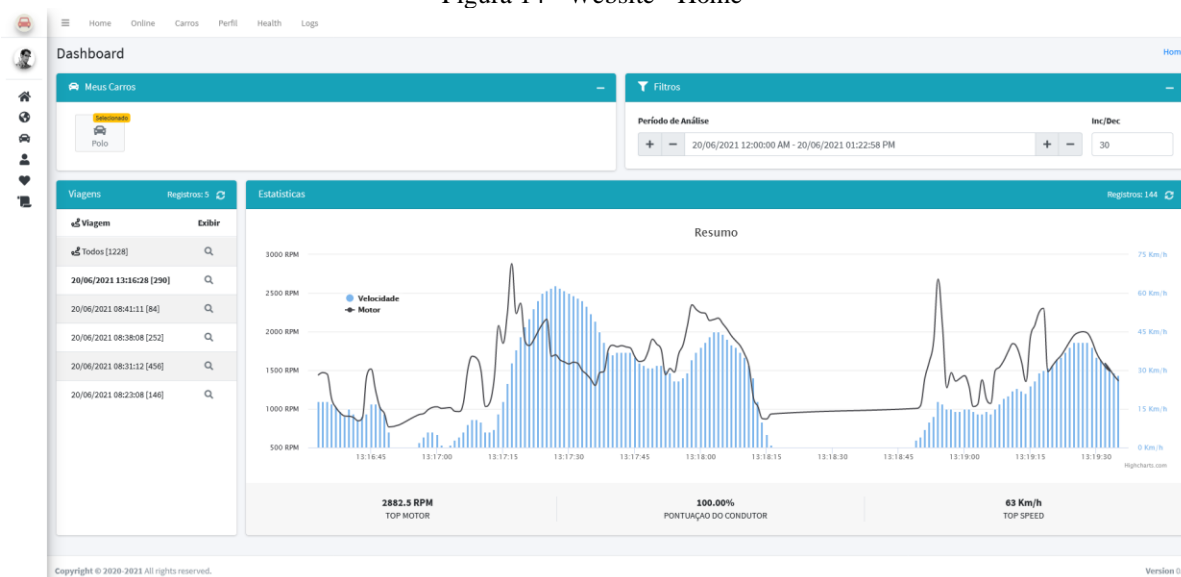 Figura 14 - Website - Home
Home Online Carros Perfil Health Logs
Dashboard
Hom
Meus Carros
Selecionado
Polo
Filtros
Período de Análise
Inc/Dec
20/06/2021 12:00:00 AM - 20/06/2021 01:22:58 PM
30
Viagens
Registros: 5
Viagem
Exibir
Todos [1228]
20/06/2021 13:16:28 [290]
20/06/2021 08:41:11 [84]
20/06/2021 08:38:08 [252]
20/06/2021 08:31:12 [456]
20/06/2021 08:23:08 [146]
Estatísticas
Registros: 144
Resumo
3000 RPM
2500 RPM
2000 RPM
1500 RPM
1000 RPM
500 RPM
Velocidade
Motor
75 Km/h
60 Km/h
45 Km/h
30 Km/h
15 Km/h
0 Km/h
13:16:45 13:17:00 13:17:15 13:17:30 13:17:45 13:18:00 13:18:15 13:18:30 13:18:45 13:19:00 13:19:15 13:19:30
Highcharts.com
2882.5 RPM
TOP MOTOR
100.00%
PONTUAÇAO DO CONDUTOR
63 Km/h
TOP SPEED
Copyright © 2020-2021 All rights reserved.
Version 0